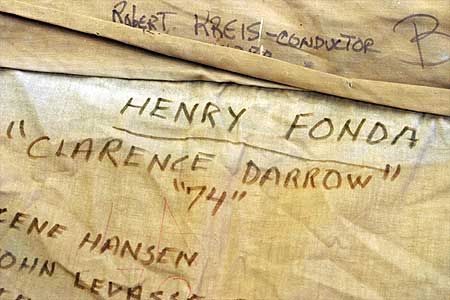 ROBERT KREIS-CONDUCTOR B
HENRY FONDA
"CLARENCE DARROW"
"74"
HANSEN